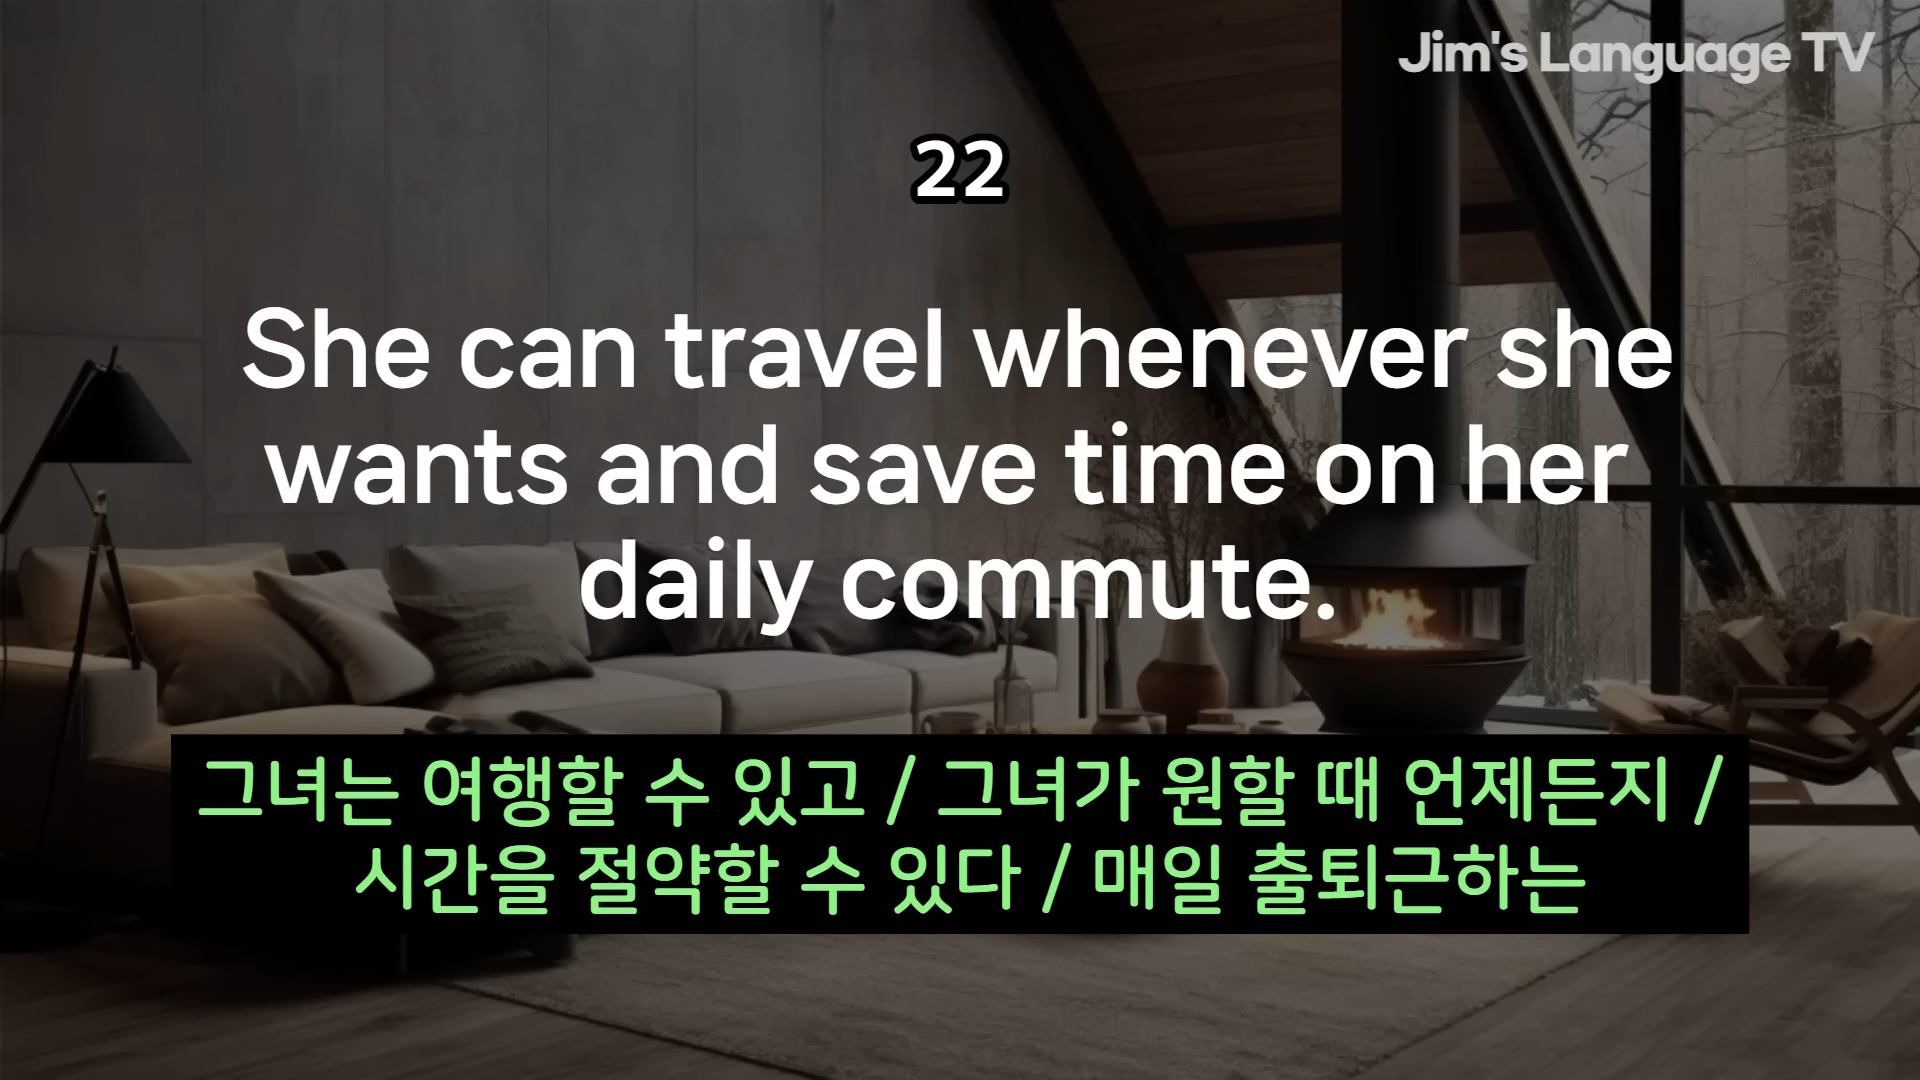 Jim's Language TV
22
She can travel whenever she
wants and save time on her
daily commute.
그녀는 여행할 수 있고 / 그녀가 원할 때 언제든지 /
시간을 절약할 수 있다 / 매일 출퇴근하는